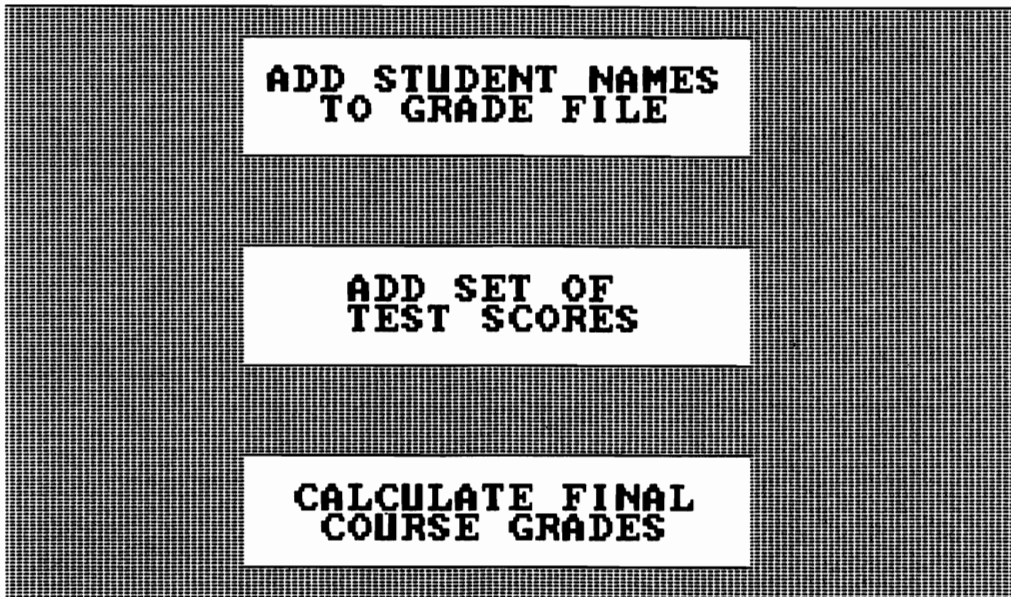 ADD STUDENT NAMES
TO GRADE FILE
ADD SET OF
TEST SCORES
CALCULATE FINAL
COURSE GRADES